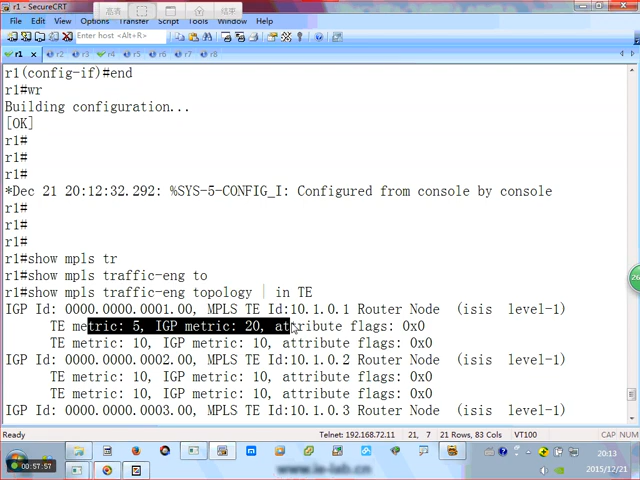 r1 - SecureCRT
File Edit View Options Transfer Script Tools Window Help
Enter host <Alt+R>
r1 r2 r3 r4 r5 r6 r7 r8
r1(config-if)#end
r1#wr
Building configuration...
[OK]
r1#
r1#
r1#
*Dec 21 20:12:32.292: %SYS-5-CONFIG_I: Configured from console by console
r1#
r1#
r1#
r1#show mpls tr
r1#show mpls traffic-eng to
r1#show mpls traffic-eng topology | in TE
IGP Id: 0000.0000.0001.00, MPLS TE Id:10.1.0.1 Router Node  (isis  level-1)
TE metric: 5, IGP metric: 20, attribute flags: 0x0
TE metric: 10, IGP metric: 10, attribute flags: 0x0
IGP Id: 0000.0000.0002.00, MPLS TE Id:10.1.0.2 Router Node  (isis  level-1)
TE metric: 10, IGP metric: 10, attribute flags: 0x0
TE metric: 10, IGP metric: 10, attribute flags: 0x0
IGP Id: 0000.0000.0003.00, MPLS TE Id:10.1.0.3 Router Node  (isis  level-1)
Ready Telnet: 192.168.72.11 21, 7 21 Rows, 83 Cols VT100 CAP NUM
00:57:57
20:13
2015/12/21
www.ie-lab.cn